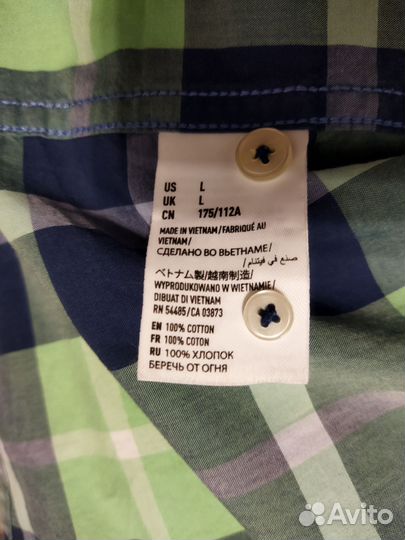 US L
UK L
CN 175/112A
MADE IN VIETNAM/FABRIQUÉ AU
VIETNAM/
СДЕЛАНО ВО ВЬЕТНАМЕ/
صنع في فيتنام/
ベトナム製/越南制造/
WYPRODUKOWANO W WIETNAMIE/
DIBUAT DI VIETNAM
RN 54485/CA 03873
EN 100% COTTON
FR 100% COTON
RU 100% ХЛОПОК
БЕРЕЧЬ ОТ ОГНЯ
Avito